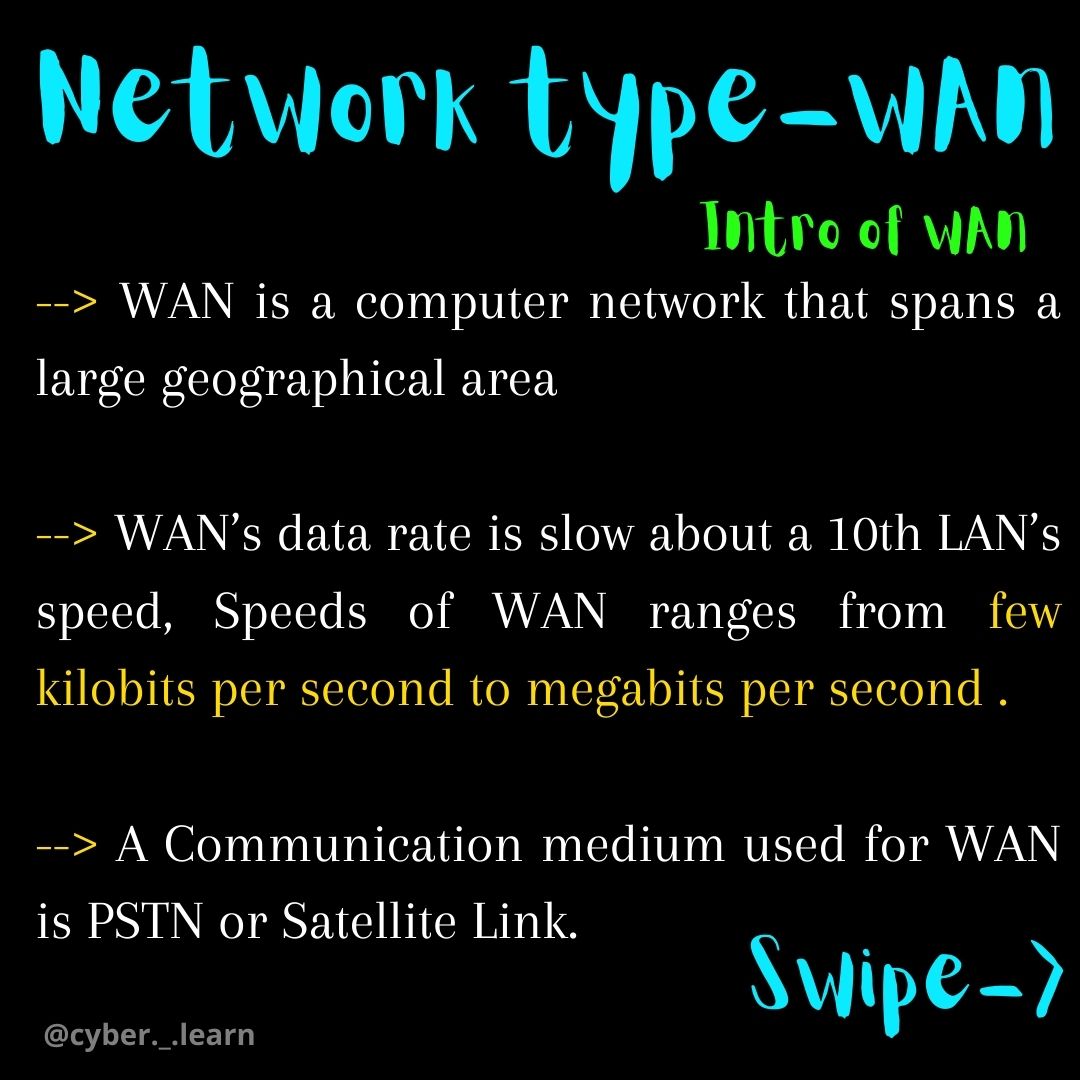 Network type-WAN
Intro of WAN
--> WAN is a computer network that spans a
large geographical area
--> WAN’s data rate is slow about a 10th LAN’s
speed, Speeds of WAN ranges from few
kilobits per second to megabits per second .
--> A Communication medium used for WAN
is PSTN or Satellite Link.
Swipe->
@cyber._.learn